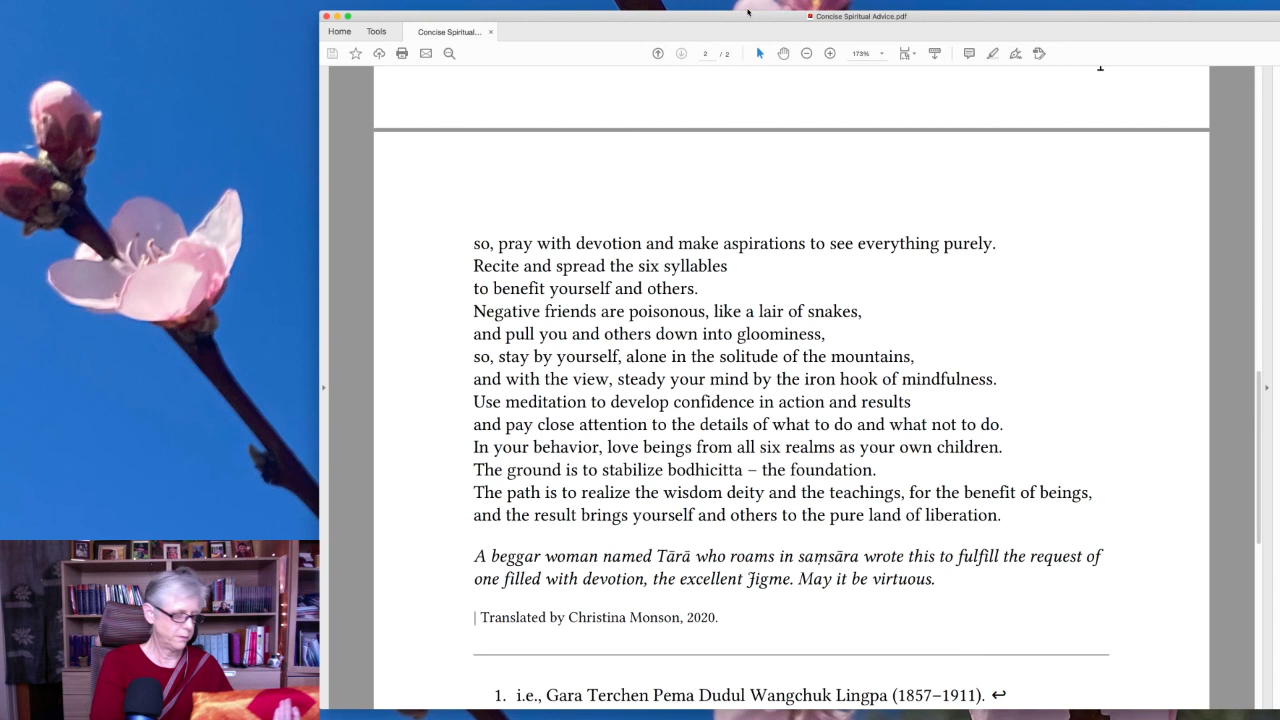 Concise Spiritual Advice.pdf
Home Tools Concise Spiritual... ×
2 / 2 173%
1
so, pray with devotion and make aspirations to see everything purely.
Recite and spread the six syllables
to benefit yourself and others.
Negative friends are poisonous, like a lair of snakes,
and pull you and others down into gloominess,
so, stay by yourself, alone in the solitude of the mountains,
and with the view, steady your mind by the iron hook of mindfulness.
Use meditation to develop confidence in action and results
and pay close attention to the details of what to do and what not to do.
In your behavior, love beings from all six realms as your own children.
The ground is to stabilize bodhicitta – the foundation.
The path is to realize the wisdom deity and the teachings, for the benefit of beings,
and the result brings yourself and others to the pure land of liberation.
A beggar woman named Tārā who roams in saṃsāra wrote this to fulfill the request of
one filled with devotion, the excellent Jigme. May it be virtuous.
| Translated by Christina Monson, 2020.
1. i.e., Gara Terchen Pema Dudul Wangchuk Lingpa (1857–1911). ↩